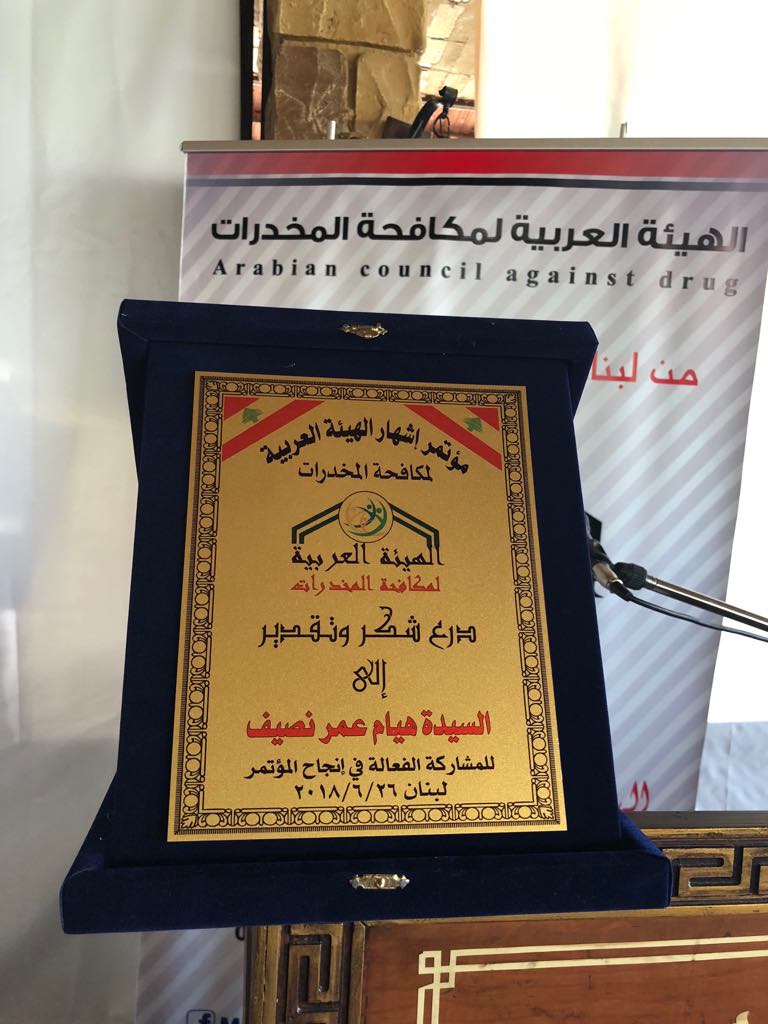 الهيئة العربية لمكافحة المخدرات
Arabian council against drug
من لبنا
مؤتمر إشهار الهيئة العربية
لمكافحة المخدرات
الهيئة العربية
لمكافحة المخدرات
درع شكر وتقدير
إلى
السيدة هيام عمر نصيف
للمشاركة الفعالة في إنجاح المؤتمر
لبنان ٢٠١٨/٦/٢٦